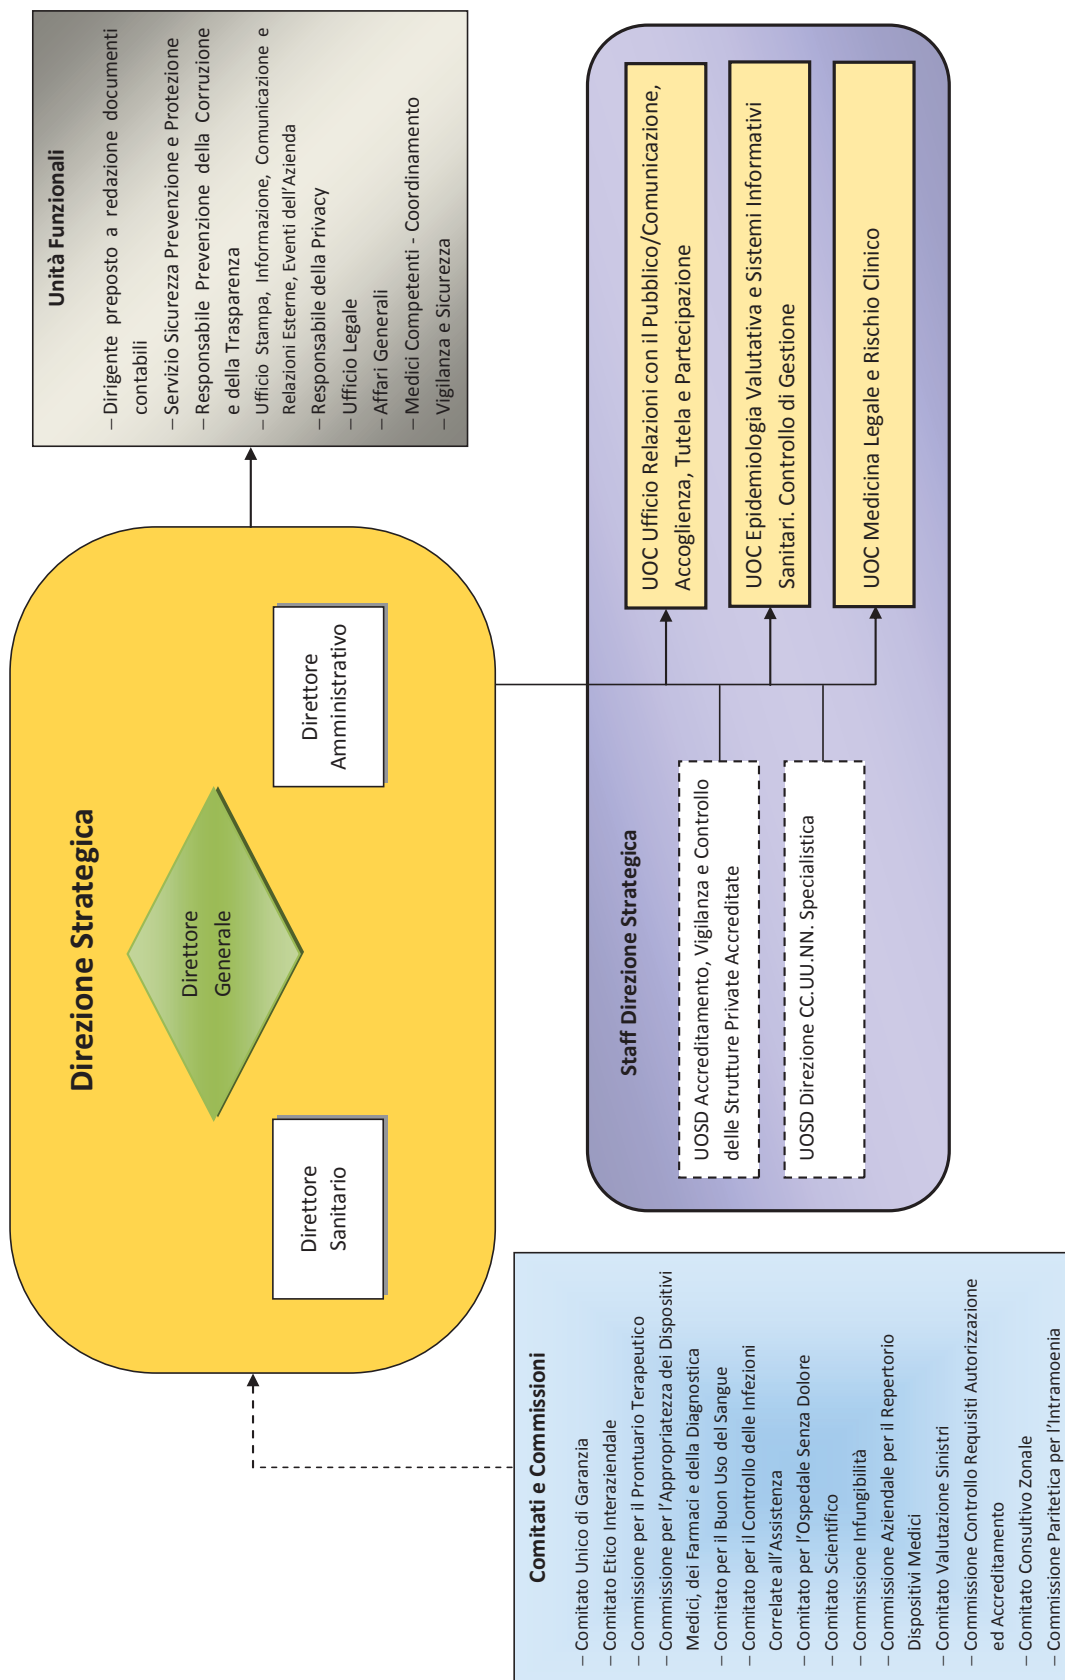 Direzione Strategica
Direttore
Generale
Direttore
Sanitario
Direttore
Amministrativo
Unità Funzionali
– Dirigente preposto a redazione documenti
contabili
– Servizio Sicurezza Prevenzione e Protezione
– Responsabile Prevenzione della Corruzione
e della Trasparenza
– Ufficio Stampa, Informazione, Comunicazione e
Relazioni Esterne, Eventi dell'Azienda
– Responsabile della Privacy
– Ufficio Legale
– Affari Generali
– Medici Competenti - Coordinamento
– Vigilanza e Sicurezza
Comitati e Commissioni
– Comitato Unico di Garanzia
– Comitato Etico Interaziendale
– Commissione per il Prontuario Terapeutico
– Commissione per l'Appropriatezza dei Dispositivi
Medici, dei Farmaci e della Diagnostica
– Comitato per il Buon Uso del Sangue
– Comitato per il Controllo delle Infezioni
Correlate all'Assistenza
– Comitato per l'Ospedale Senza Dolore
– Comitato Scientifico
– Commissione Infungibilità
– Commissione Aziendale per il Repertorio
Dispositivi Medici
– Comitato Valutazione Sinistri
– Commissione Controllo Requisiti Autorizzazione
ed Accreditamento
– Comitato Consultivo Zonale
– Commissione Paritetica per l'Intramoenia
Staff Direzione Strategica
UOSD Accreditamento, Vigilanza e Controllo
delle Strutture Private Accreditate
UOSD Direzione CC.UU.NN. Specialistica
UOC Ufficio Relazioni con il Pubblico/Comunicazione,
Accoglienza, Tutela e Partecipazione
UOC Epidemiologia Valutativa e Sistemi Informativi
Sanitari. Controllo di Gestione
UOC Medicina Legale e Rischio Clinico